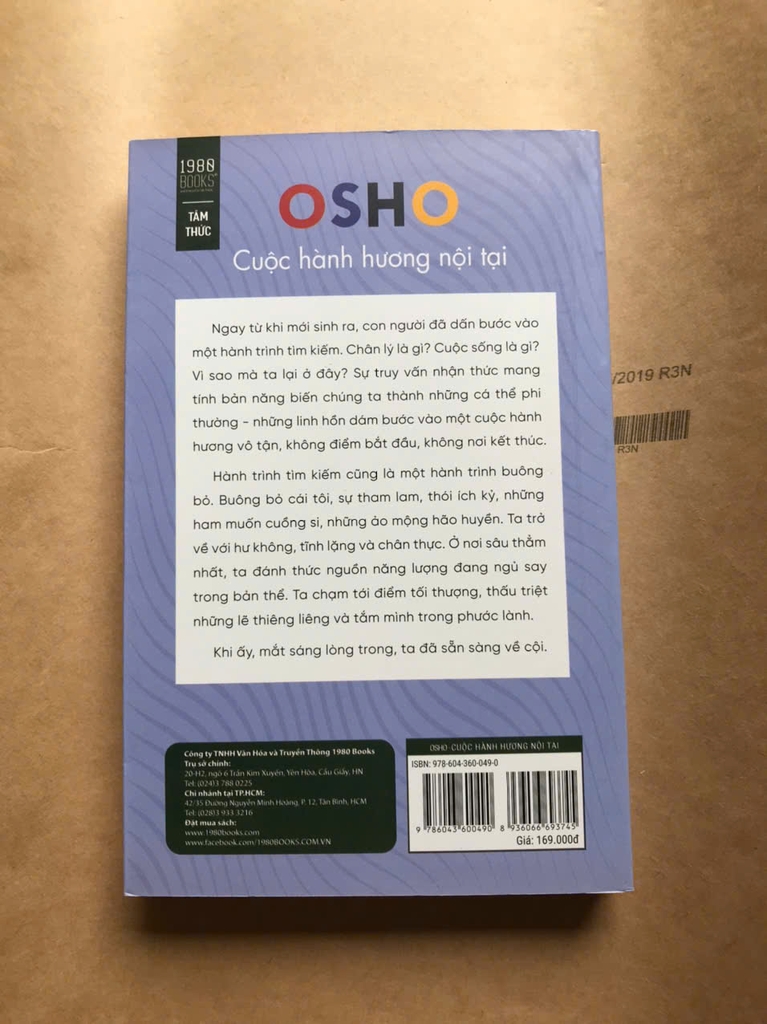 1980
BOOKS
TÂM
THỨC
OSHO
Cuộc hành hương nội tại
Ngay từ khi mới sinh ra, con người đã dấn bước vào
một hành trình tìm kiếm. Chân lý là gì? Cuộc sống là gì?
Vì sao mà ta lại ở đây? Sự truy vấn nhận thức mang
tính bản năng biến chúng ta thành những cá thể phi
thường - những linh hồn dám bước vào một cuộc hành
hương vô tận, không điểm bắt đầu, không nơi kết thúc.
Hành trình tìm kiếm cũng là một hành trình buông
bỏ. Buông bỏ cái tôi, sự tham lam, thói ích kỷ, những
ham muốn cuồng si, những ảo mộng hão huyền. Ta trở
về với hư không, tĩnh lặng và chân thực. Ở nơi sâu thẳm
nhất, ta đánh thức nguồn năng lượng đang ngủ say
trong bản thể. Ta chạm tới điểm tối thượng, thấu triệt
những lẽ thiêng liêng và tắm mình trong phước lành.
Khi ấy, mắt sáng lòng trong, ta đã sẵn sàng về cội.
/2019 R3N
R3N
Công ty TNHH Văn Hóa và Truyền Thông 1980 Books
Trụ sở chính:
20-H2, ngõ 6 Trần Kim Xuyến, Yên Hòa, Cầu Giấy, HN
Tel: (024)3 788 0225
Chi nhánh tại TP.HCM:
42/35 Đường Nguyễn Minh Hoàng, P. 12, Tân Bình, HCM
Tel: (028)3 933 3216
Đặt mua sách:
www.1980books.com
www.facebook.com/1980BOOKS.COM.VN
OSHO-CUỘC HÀNH HƯƠNG NỘI TẠI
ISBN: 978-604-360-049-0
9 786043 600490 8 936066 693745
Giá: 169.000đ